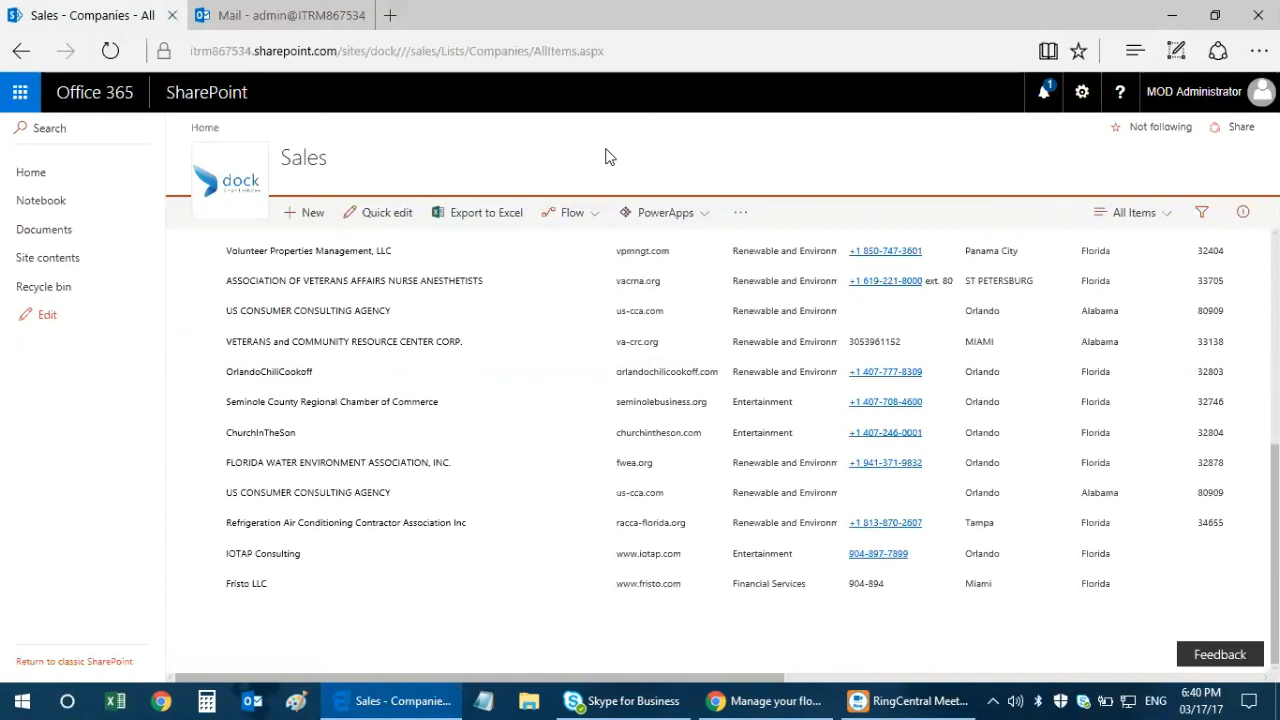 Sales - Companies - All
Mail - admin@ITRM867534
itrm867534.sharepoint.com/sites/dock///sales/Lists/Companies/AllItems.aspx
Office 365
SharePoint
1
?
MOD Administrator
Search
Home
Not following
Share
Home
Notebook
Documents
Site contents
Recycle bin
Edit
dock
Sales
New
Quick edit
Export to Excel
Flow
PowerApps
All Items
Volunteer Properties Management, LLC vpmngt.com Renewable and Environm +1 850-747-3601 Panama City Florida 32404
ASSOCIATION OF VETERANS AFFAIRS NURSE ANESTHETISTS vacrna.org Renewable and Environm +1 619-221-8000 ext. 80 ST PETERSBURG Florida 33705
US CONSUMER CONSULTING AGENCY us-cca.com Renewable and Environm Orlando Alabama 80909
VETERANS and COMMUNITY RESOURCE CENTER CORP. va-crc.org Renewable and Environm 3053961152 MIAMI Alabama 33138
OrlandoChiliCookoff orlandochilicookoff.com Renewable and Environm +1 407-777-8309 Orlando Florida 32803
Seminole County Regional Chamber of Commerce seminolebusiness.org Entertainment +1 407-708-4600 Orlando Florida 32746
ChurchInTheSon churchintheson.com Entertainment +1 407-246-0001 Orlando Florida 32804
FLORIDA WATER ENVIRONMENT ASSOCIATION, INC. fwea.org Renewable and Environm +1 941-371-9832 Orlando Florida 32878
US CONSUMER CONSULTING AGENCY us-cca.com Renewable and Environm Orlando Alabama 80909
Refrigeration Air Conditioning Contractor Association Inc racca-florida.org Renewable and Environm +1 813-870-2607 Tampa Florida 34655
IOTAP Consulting www.iotap.com Entertainment 904-897-7899 Orlando Florida
Fristo LLC www.fristo.com Financial Services 904-894 Miami Florida
Return to classic SharePoint
Feedback
Sales - Companie...
Skype for Business
Manage your flo...
RingCentral Meet...
ENG
6:40 PM
03/17/17